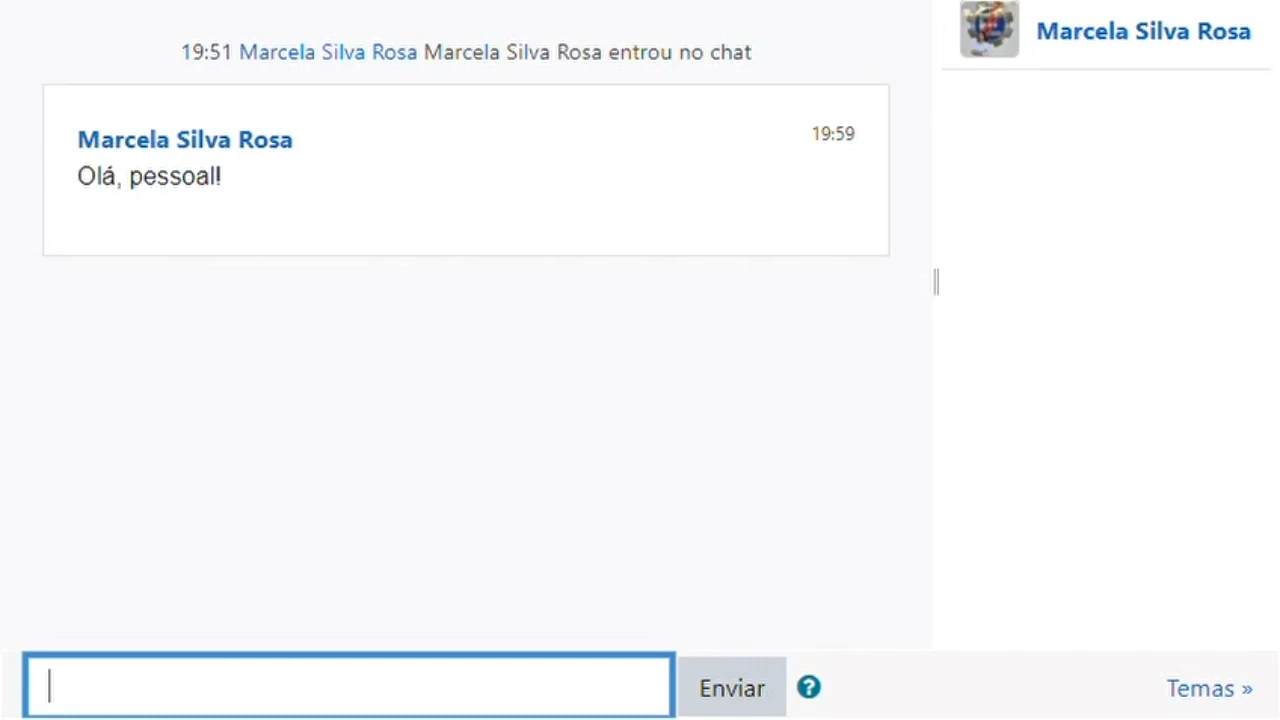 19:51 Marcela Silva Rosa Marcela Silva Rosa entrou no chat
Marcela Silva Rosa
19:59
Olá, pessoal!
Marcela Silva Rosa
Enviar
?
Temas »